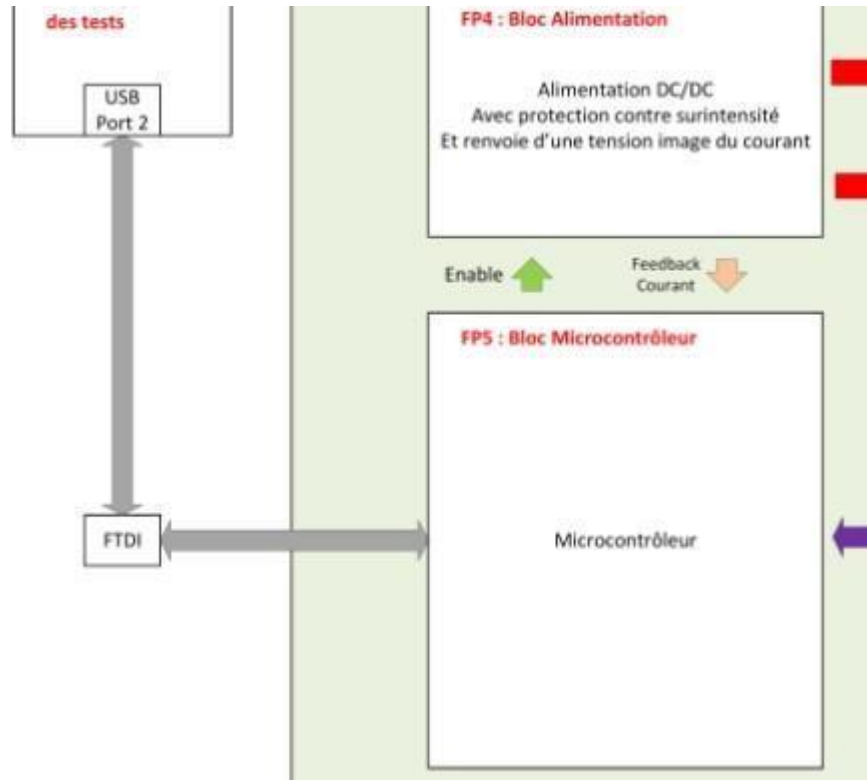 des tests
USB
Port 2
FTDI
FP4 : Bloc Alimentation
Alimentation DC/DC
Avec protection contre surintensité
Et renvoie d'une tension image du courant
Enable
Feedback
Courant
FP5 : Bloc Microcontrôleur
Microcontrôleur